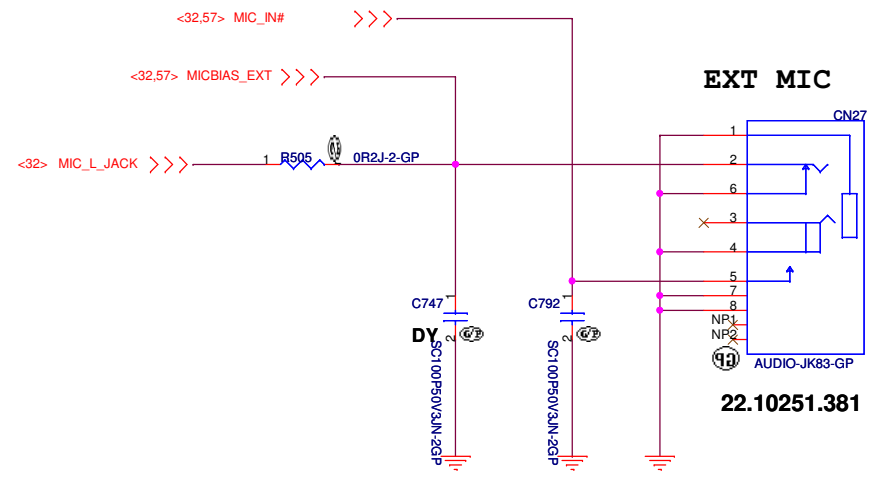 <32,57> MIC_IN#
<32,57> MICBIAS_EXT
EXT MIC
CN27
<32> MIC_L_JACK
1 R505 2 0R2J-2-GP
1
2
6
3
4
5
7
8
NP1
NP2
C747
1
DY
2
G/P
SC100P50V3JN-2GP
C792
1
2
G/P
SC100P50V3JN-2GP
GP
AUDIO-JK83-GP
22.10251.381